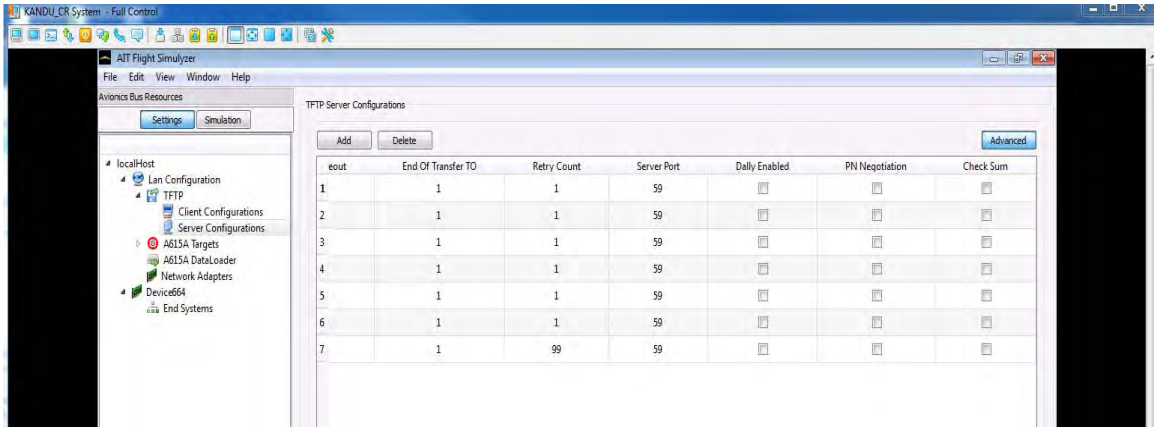 KANDU_CR System - Full Control
AIT Flight Simulyzer
File Edit View Window Help
Avionics Bus Resources
Settings Simulation
localHost
Lan Configuration
TFTP
Client Configurations
Server Configurations
A615A Targets
A615A DataLoader
Network Adapters
Device664
End Systems
TFTP Server Configurations
Add Delete Advanced
eout End Of Transfer TO Retry Count Server Port Dally Enabled PN Negotiation Check Sum
1 1 1 59
2 1 1 59
3 1 1 59
4 1 1 59
5 1 1 59
6 1 1 59
7 1 99 59